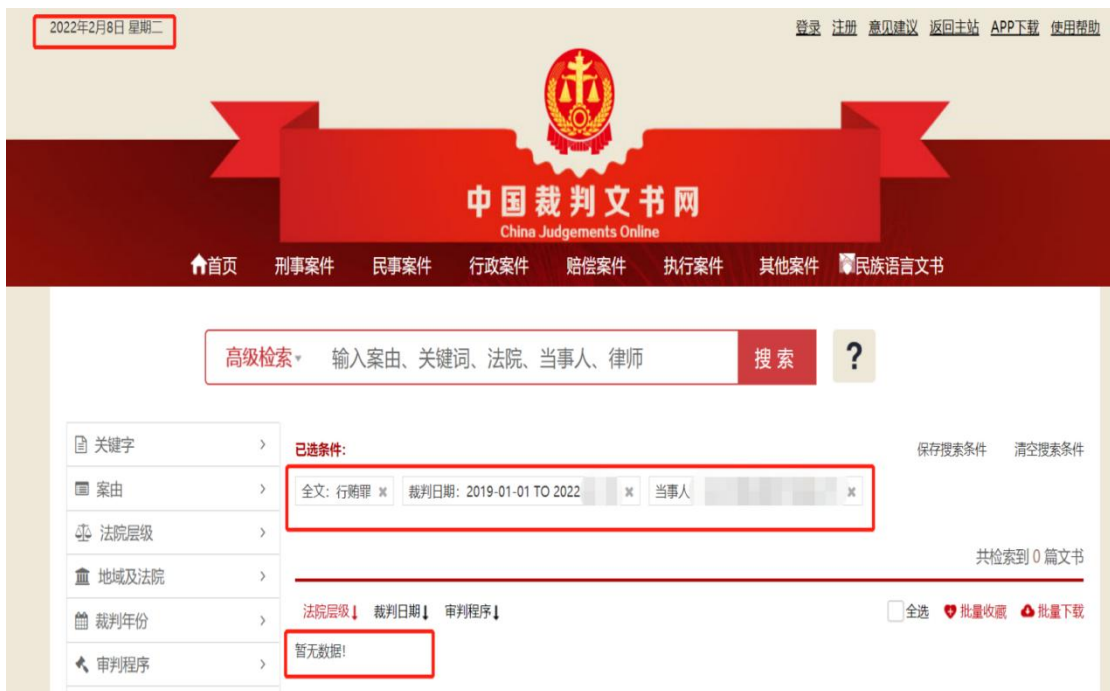 2022年2月8日 星期二
登录 注册 意见建议 返回主站 APP下载 使用帮助
中国裁判文书网
China Judgements Online
首页 刑事案件 民事案件 行政案件 赔偿案件 执行案件 其他案件 民族语言文书
高级检索 输入案由、关键词、法院、当事人、律师 搜索 ?
关键字
已选条件: 保存搜索条件 清空搜索条件
案由
全文: 行贿罪 × 裁判日期: 2019-01-01 TO 2022 × 当事人 ×
法院层级
共检索到 0 篇文书
地域及法院
法院层级↓ 裁判日期↓ 审判程序↓ 全选 批量收藏 批量下载
裁判年份
暂无数据!
审判程序